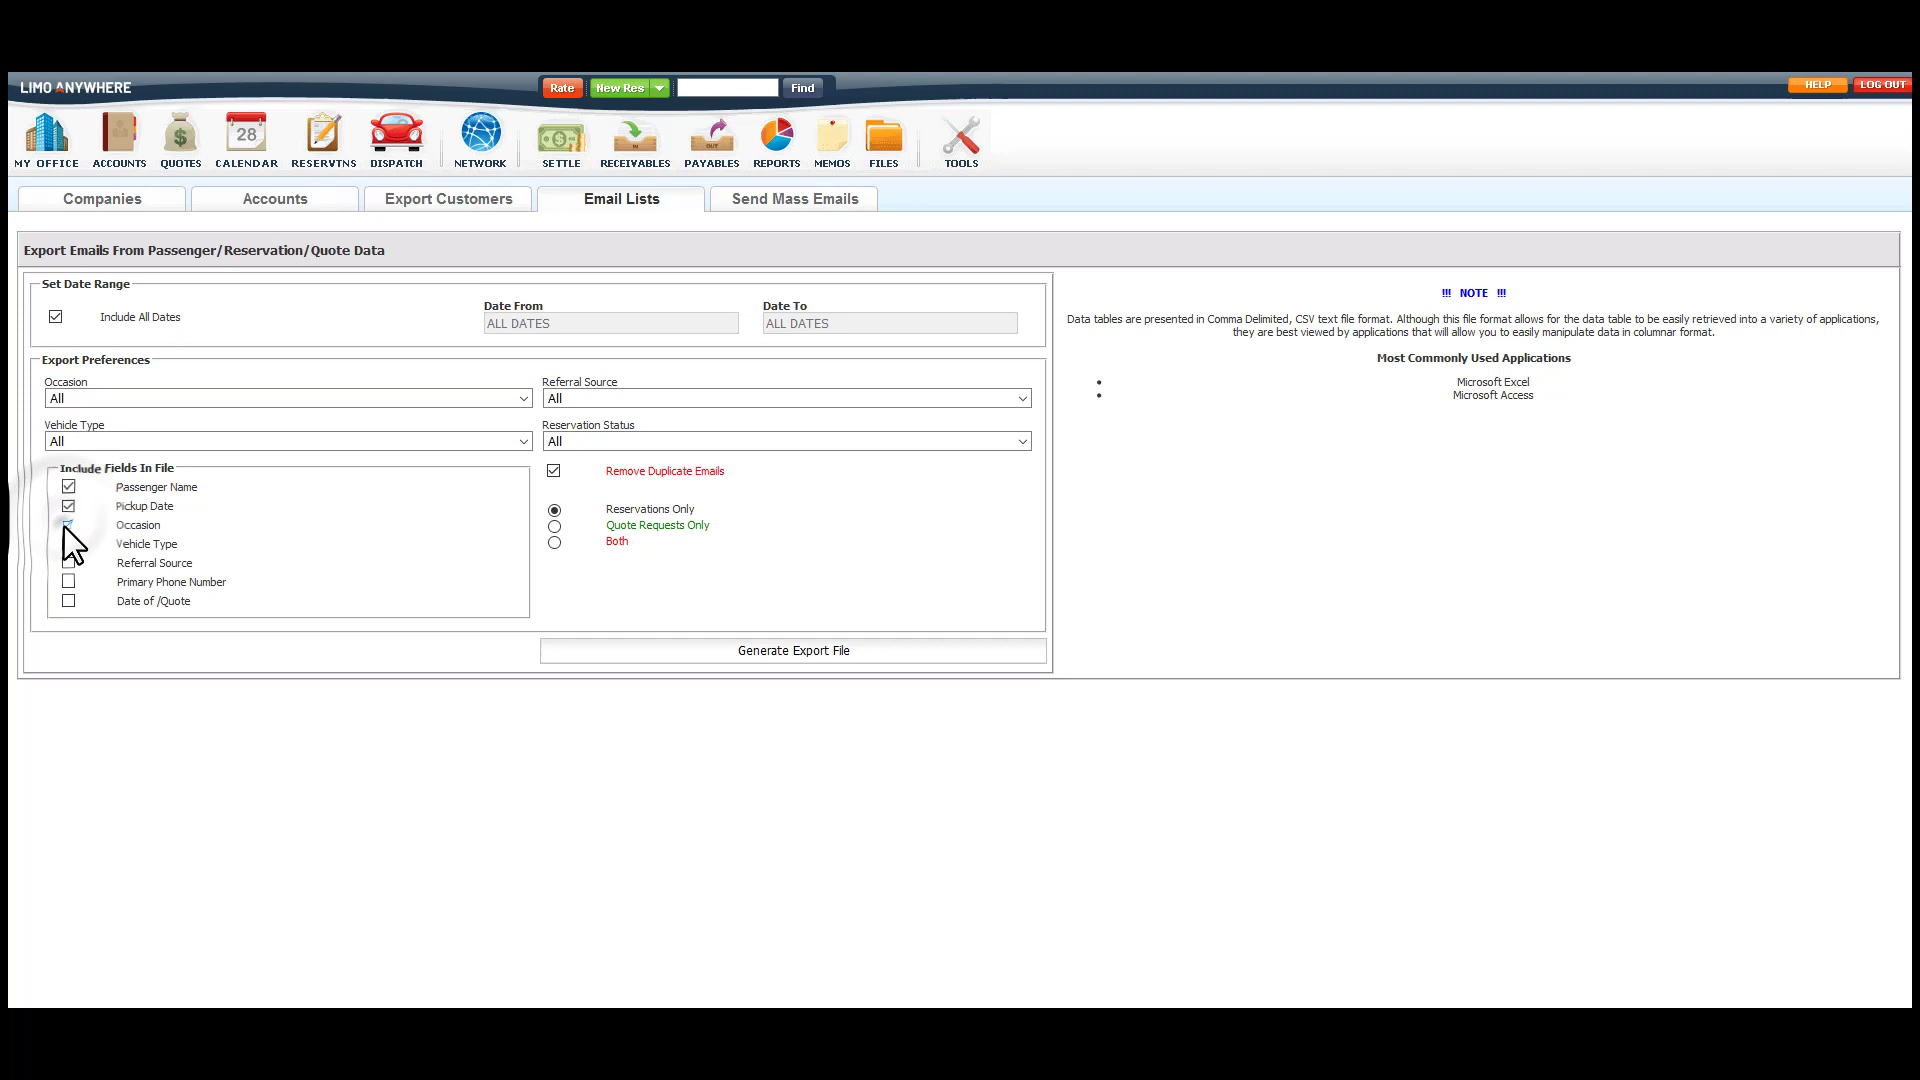 LIMO ANYWHERE
Rate
New Res
Find
HELP
LOG OUT
28
IN
OUT
MY OFFICE
ACCOUNTS
QUOTES
CALENDAR
RESERVTNS
DISPATCH
NETWORK
SETTLE
RECEIVABLES
PAYABLES
REPORTS
MEMOS
FILES
TOOLS
Companies
Accounts
Export Customers
Email Lists
Send Mass Emails
Export Emails From Passenger/Reservation/Quote Data
Set Date Range
Include All Dates
Date From
ALL DATES
Date To
ALL DATES
Export Preferences
Occasion
All
Referral Source
All
Vehicle Type
All
Reservation Status
All
Include Fields In File
Passenger Name
Pickup Date
Occasion
Vehicle Type
Referral Source
Primary Phone Number
Date of /Quote
Remove Duplicate Emails
Reservations Only
Quote Requests Only
Both
Generate Export File
!!! NOTE !!!
Data tables are presented in Comma Delimited, CSV text file format. Although this file format allows for the data table to be easily retrieved into a variety of applications,
they are best viewed by applications that will allow you to easily manipulate data in columnar format.
Most Commonly Used Applications
Microsoft Excel
Microsoft Access